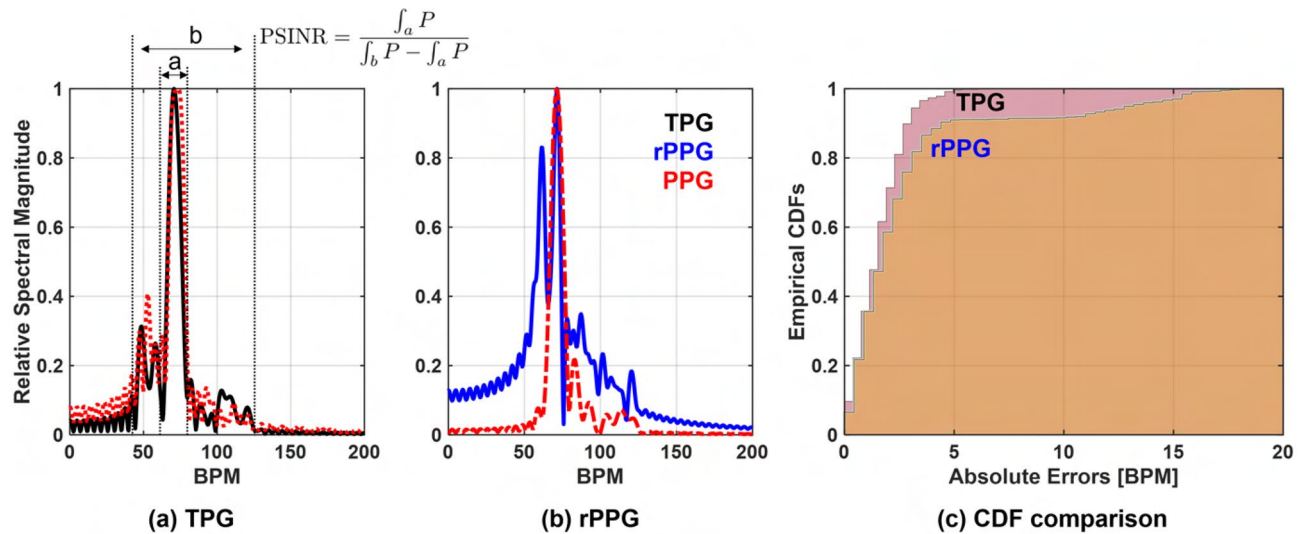 b
a
PSINR = ∫ₐ P / (∫_b P − ∫ₐ P)
Relative Spectral Magnitude
1
0.8
0.6
0.4
0.2
0
0 50 100 150 200
BPM
(a) TPG
TPG
rPPG
PPG
1
0.8
0.6
0.4
0.2
0
0 50 100 150 200
BPM
(b) rPPG
Empirical CDFs
1
0.8
0.6
0.4
0.2
0
TPG
rPPG
0 5 10 15 20
Absolute Errors [BPM]
(c) CDF comparison